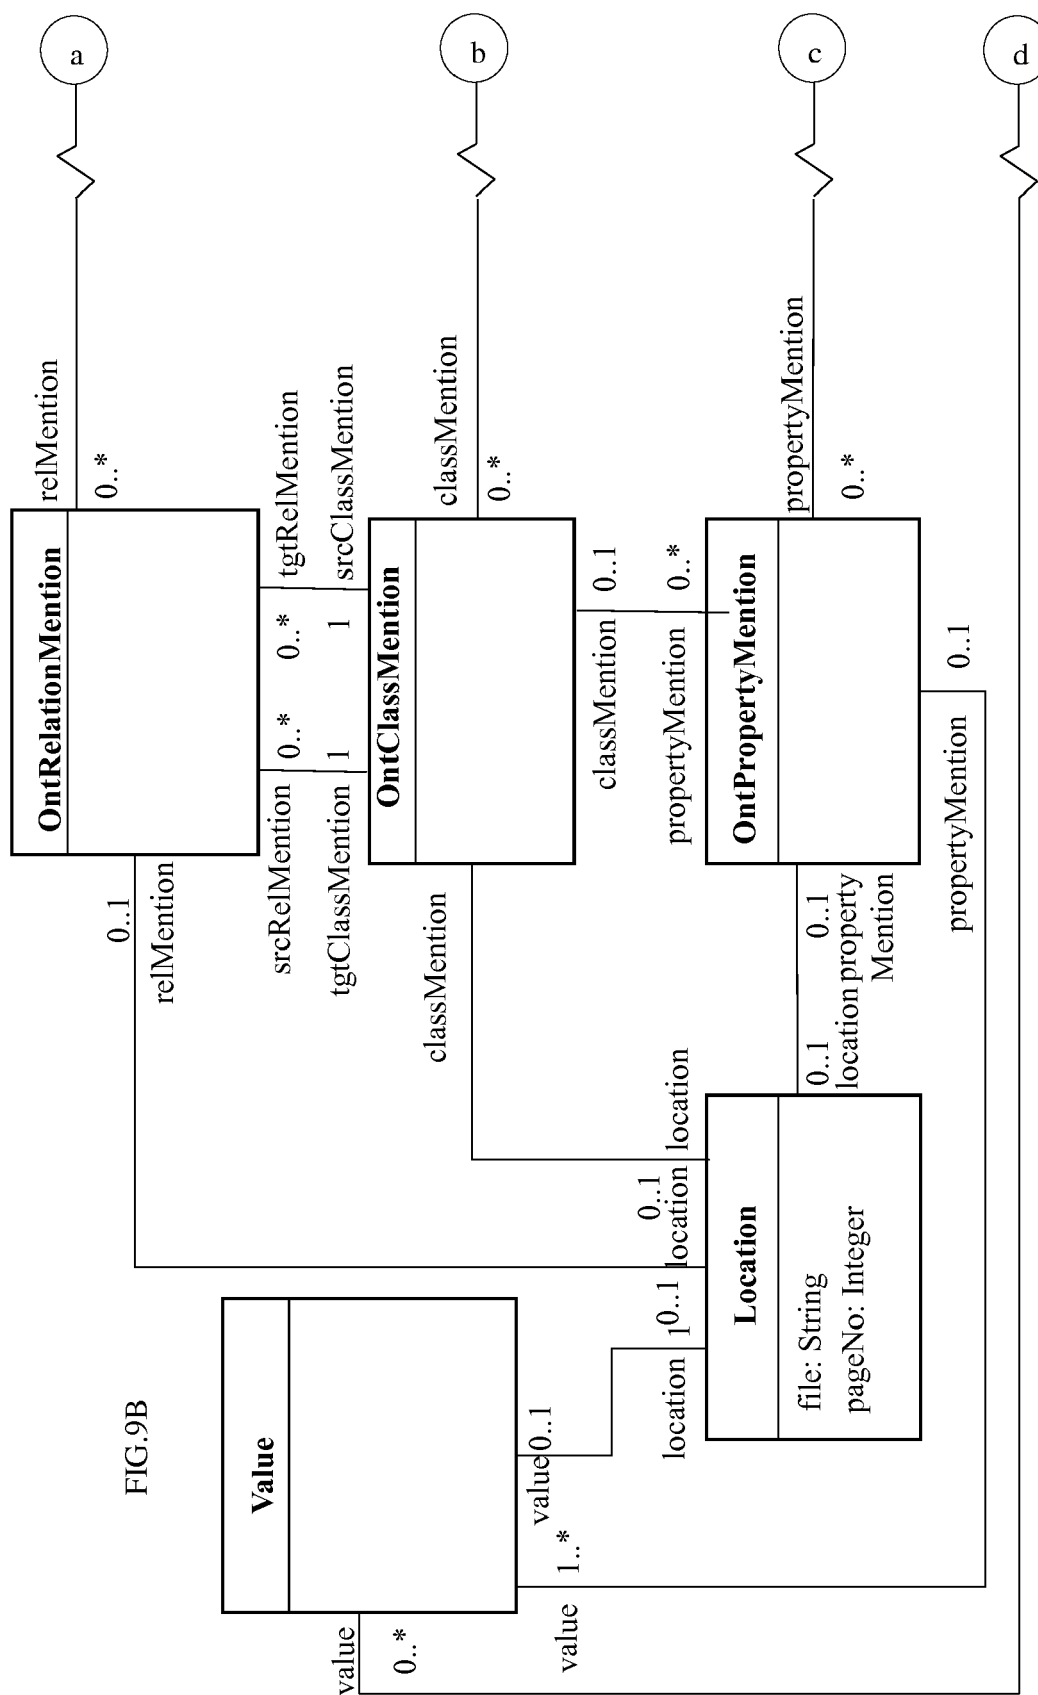 FIG.9B
a
b
c
d
relMention
0..*
OntRelationMention
0..1
relMention
tgtRelMention
0..*
srcClassMention
1
0..*
srcRelMention
1
tgtClassMention
classMention
0..*
OntClassMention
classMention
0..1
classMention
0..*
propertyMention
propertyMention
0..*
OntPropertyMention
0..1
property
Mention
0..1
propertyMention
0..1
location
location
0..1
location
0..1
location
1
Location
file: String
pageNo: Integer
Value
0..1
value
1..*
value
value
0..*